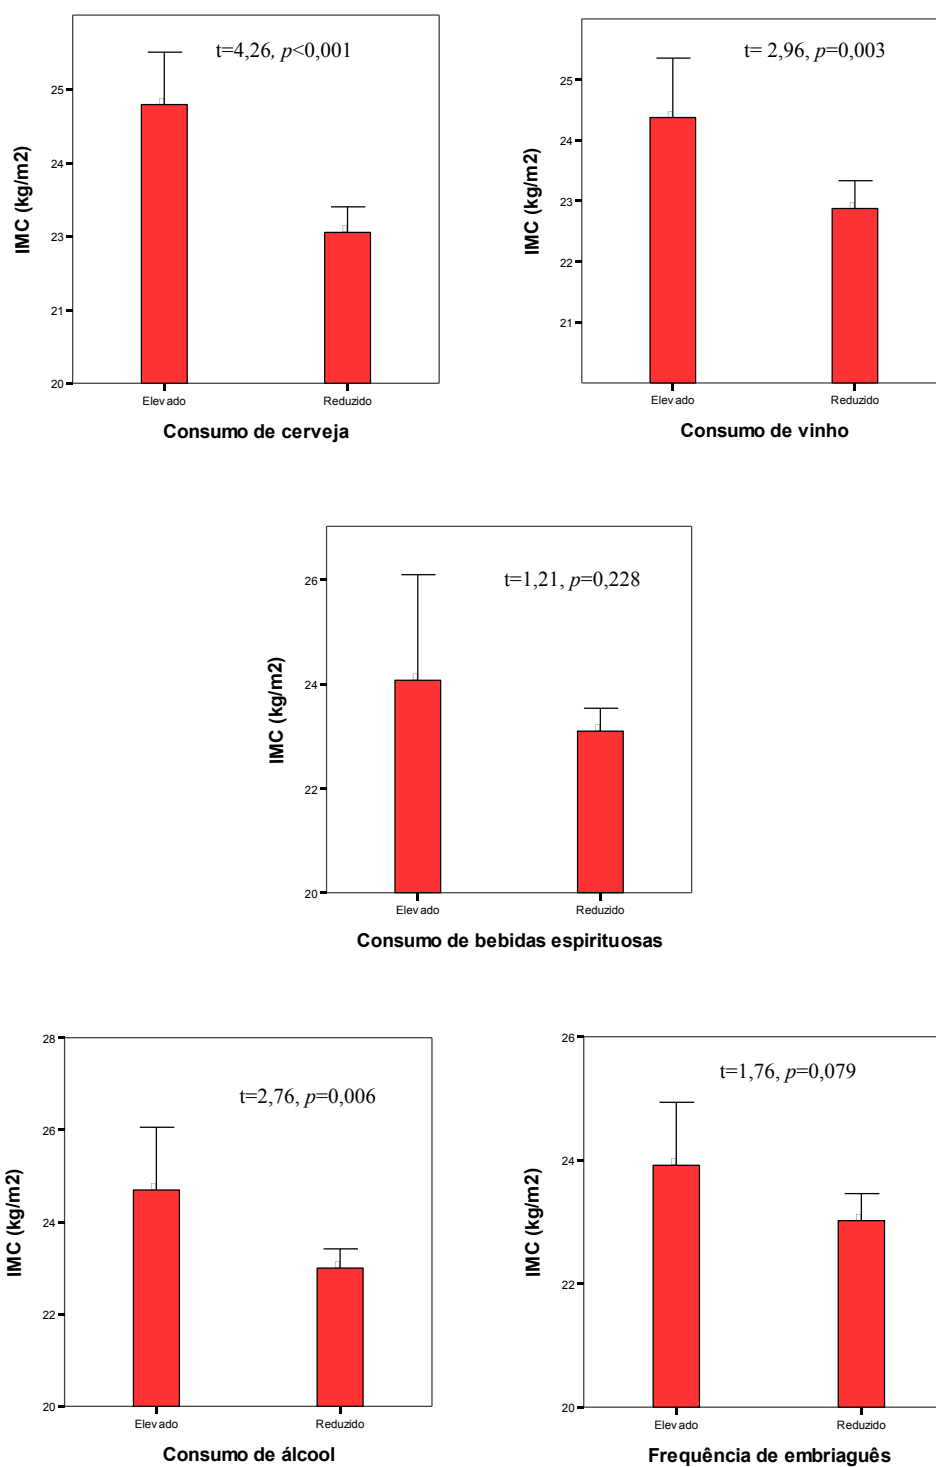 t=4,26, p<0,001
IMC (kg/m2)
25
24
23
21
20
Elevado Reduzido
Consumo de cerveja
t= 2,96, p=0,003
IMC (kg/m2)
25
24
23
22
21
Elevado Reduzido
Consumo de vinho
t=1,21, p=0,228
IMC (kg/m2)
26
24
22
20
Elevado Reduzido
Consumo de bebidas espirituosas
t=2,76, p=0,006
IMC (kg/m2)
28
26
24
22
20
Elevado Reduzido
Consumo de álcool
t=1,76, p=0,079
IMC (kg/m2)
26
24
22
20
Elevado Reduzido
Frequência de embriaguês